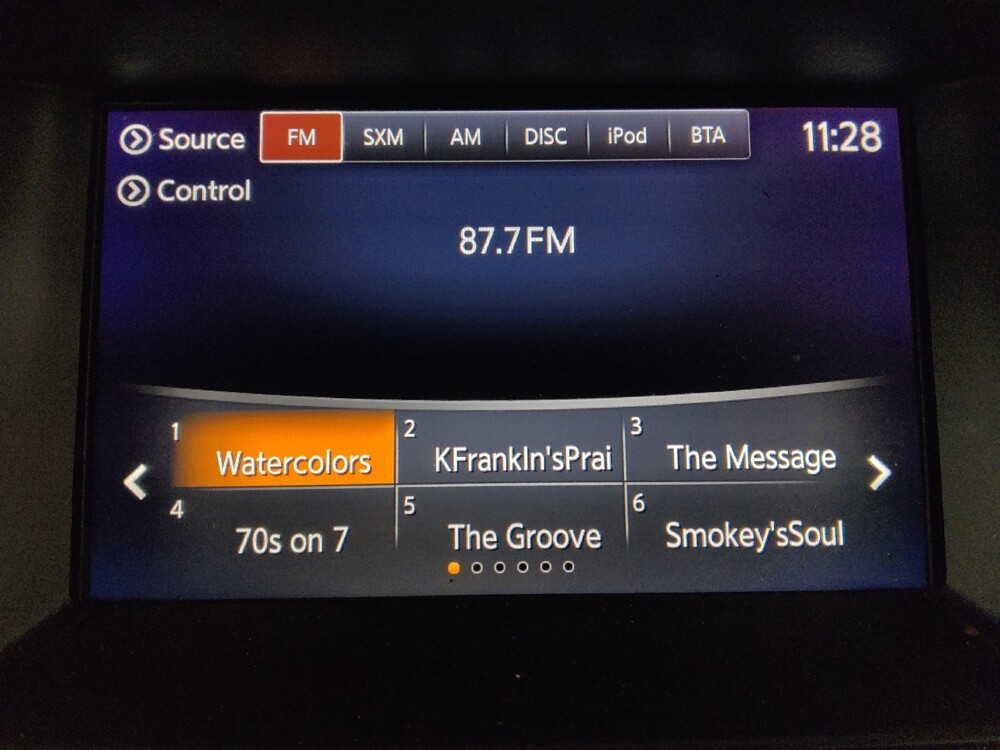 Source FM SXM AM DISC iPod BTA 11:28
Control
87.7FM
1 Watercolors 2 KFrankln'sPrai 3 The Message
4 70s on 7 5 The Groove 6 Smokey'sSoul